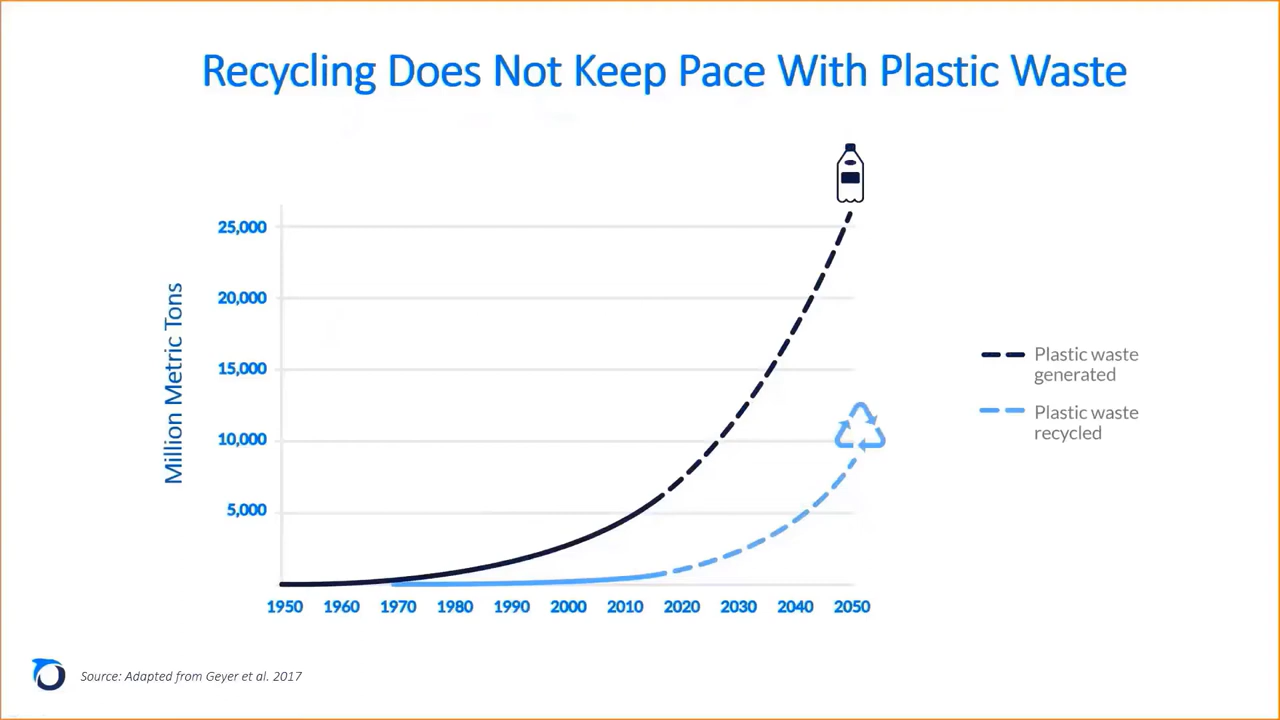 Recycling Does Not Keep Pace With Plastic Waste
Million Metric Tons
25,000
20,000
15,000
10,000
5,000
1950 1960 1970 1980 1990 2000 2010 2020 2030 2040 2050
Plastic waste
generated
Plastic waste
recycled
Source: Adapted from Geyer et al. 2017